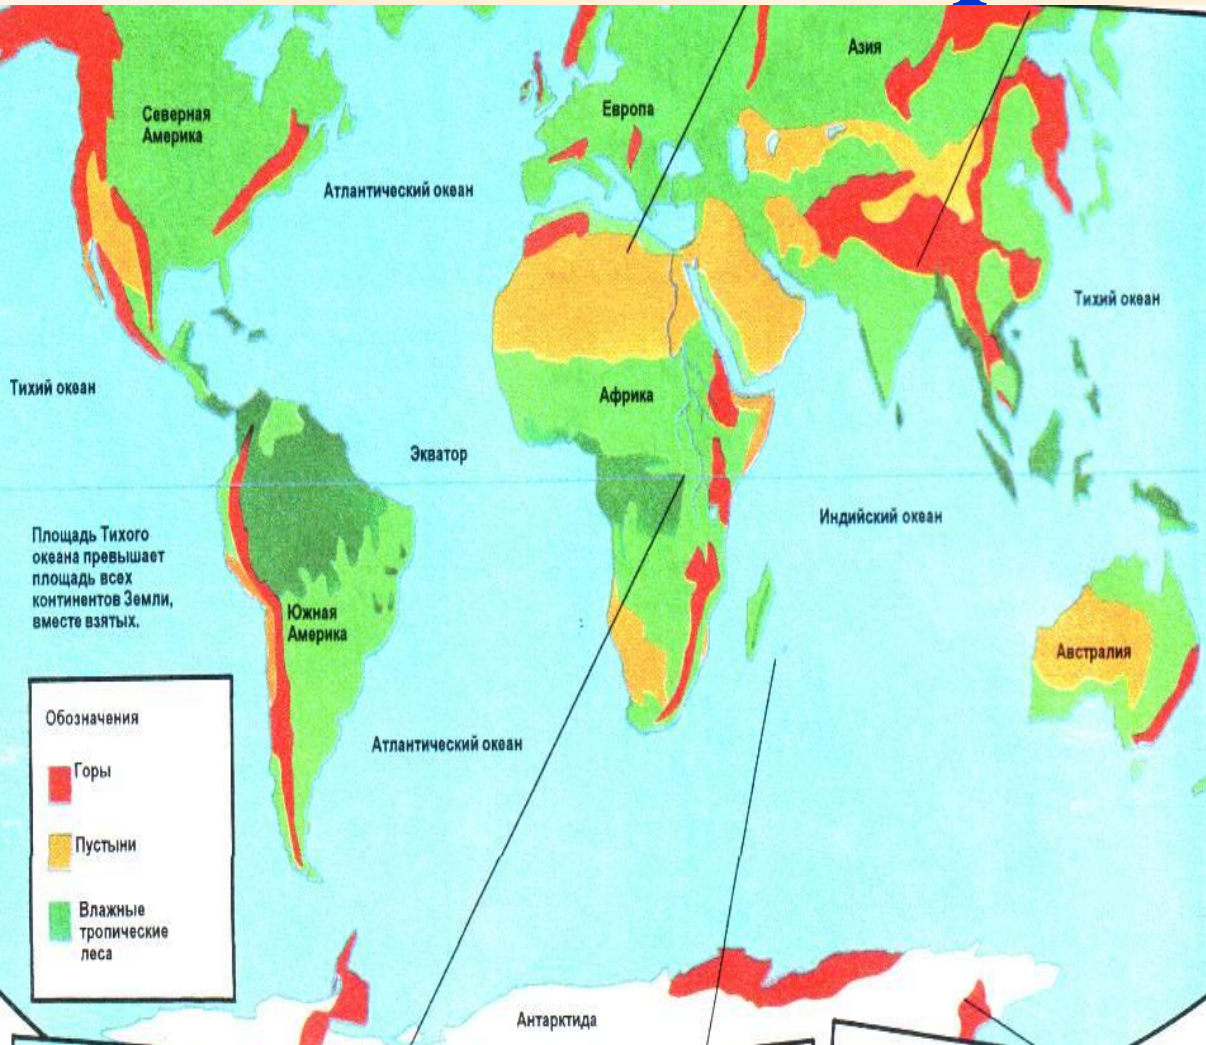 Азия
Северная
Америка
Европа
Атлантический океан
Тихий океан
Тихий океан
Африка
Экватор
Индийский океан
Площадь Тихого
океана превышает
площадь всех
континентов Земли,
вместе взятых.
Южная
Америка
Австралия
Обозначения
Атлантический океан
Горы
Пустыни
Влажные
тропические
леса
Антарктида